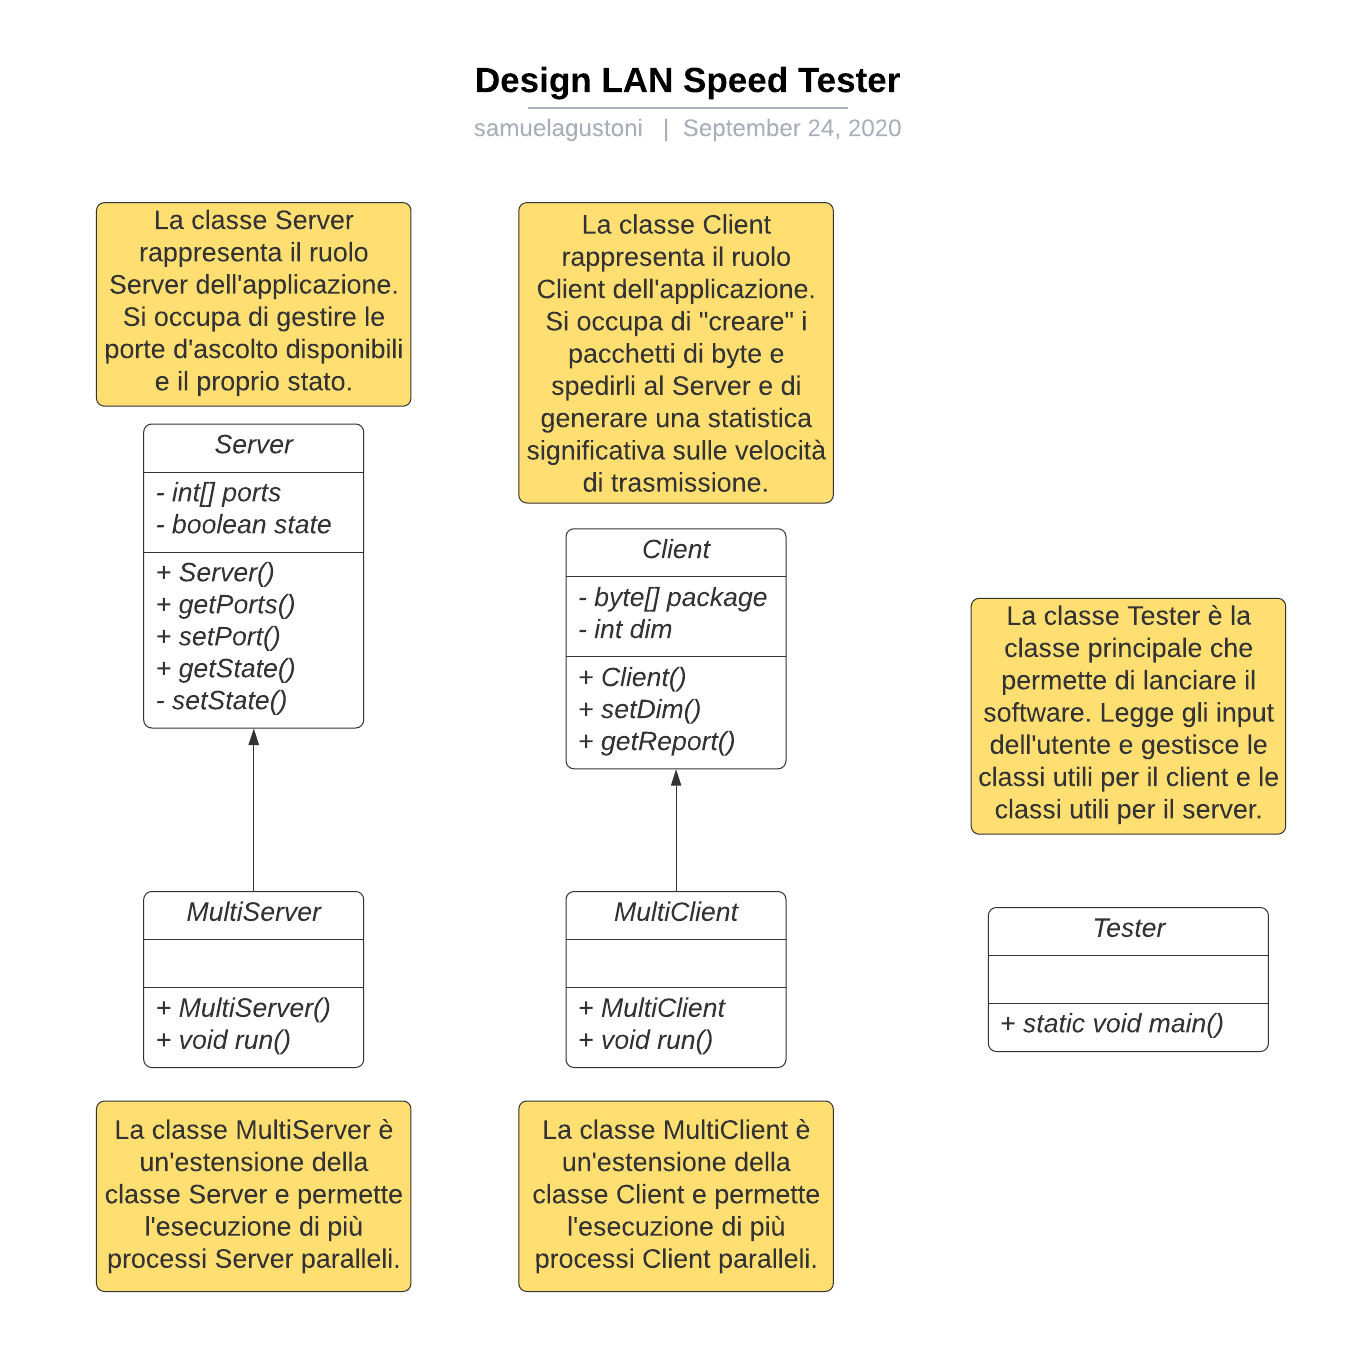 Design LAN Speed Tester
samuelagustoni | September 24, 2020
La classe Server
rappresenta il ruolo
Server dell'applicazione.
Si occupa di gestire le
porte d'ascolto disponibili
e il proprio stato.
Server
- int[] ports
- boolean state
+ Server()
+ getPorts()
+ setPort()
+ getState()
- setState()
MultiServer
+ MultiServer()
+ void run()
La classe MultiServer è
un'estensione della
classe Server e permette
l'esecuzione di più
processi Server paralleli.
La classe Client
rappresenta il ruolo
Client dell'applicazione.
Si occupa di "creare" i
pacchetti di byte e
spedirli al Server e di
generare una statistica
significativa sulle velocità
di trasmissione.
Client
- byte[] package
- int dim
+ Client()
+ setDim()
+ getReport()
MultiClient
+ MultiClient
+ void run()
La classe MultiClient è
un'estensione della
classe Client e permette
l'esecuzione di più
processi Client paralleli.
La classe Tester è la
classe principale che
permette di lanciare il
software. Legge gli input
dell'utente e gestisce le
classi utili per il client e le
classi utili per il server.
Tester
+ static void main()